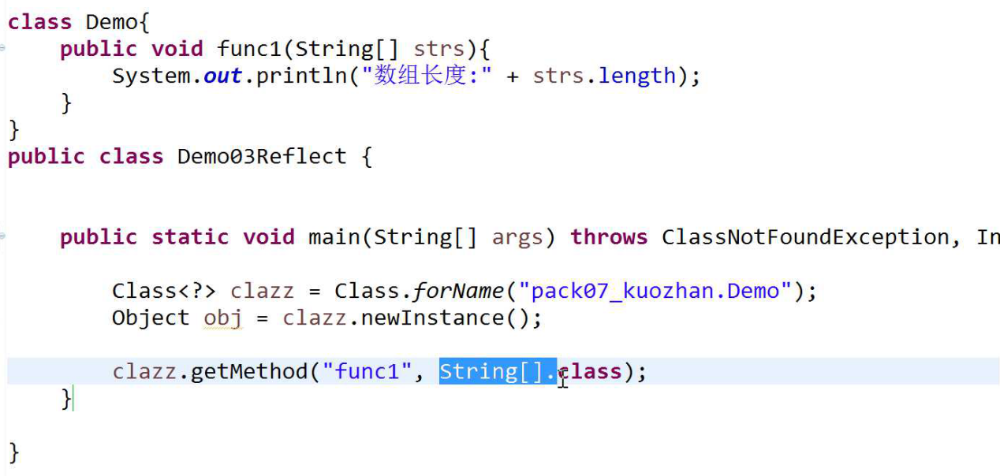 class Demo{
public void func1(String[] strs){
System.out.println("数组长度:" + strs.length);
}
}
public class Demo03Reflect {
public static void main(String[] args) throws ClassNotFoundException, In
Class<?> clazz = Class.forName("pack07_kuozhan.Demo");
Object obj = clazz.newInstance();
clazz.getMethod("func1", String[].class);
}
}